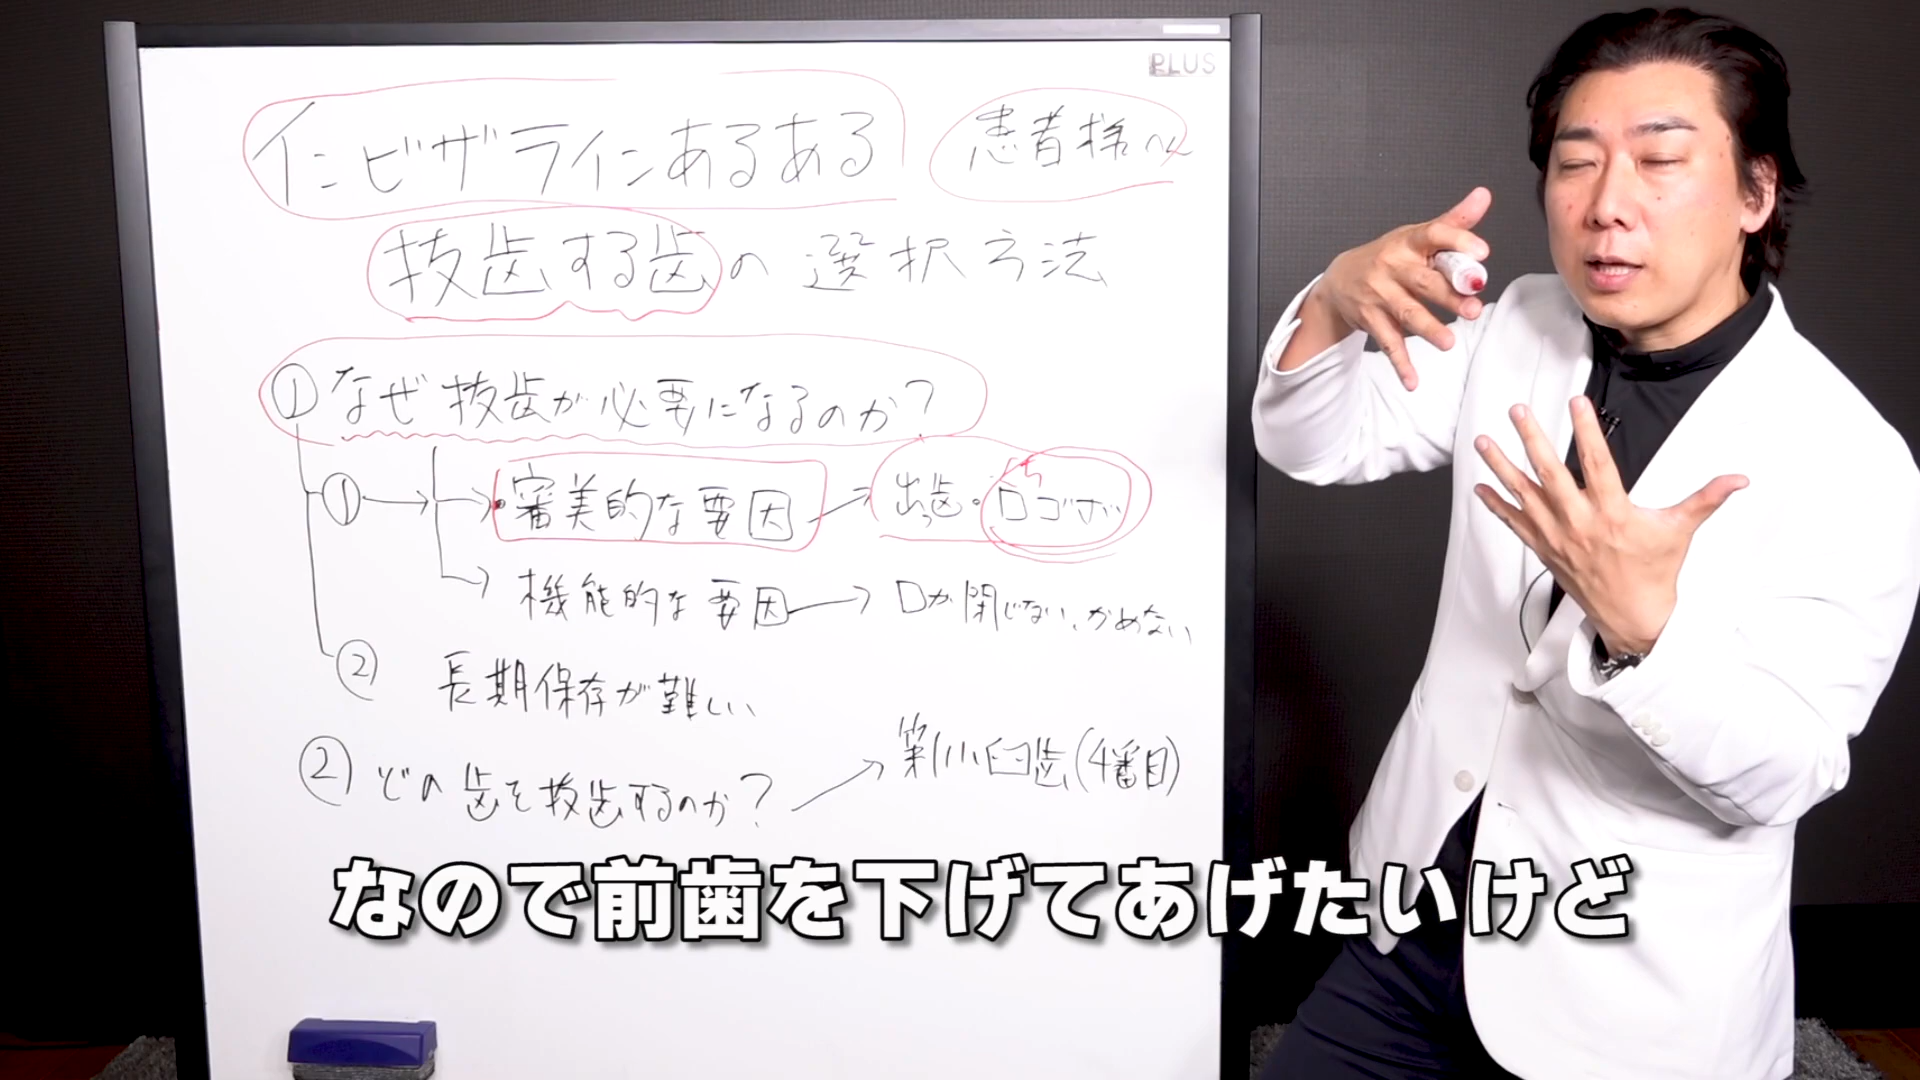 PLUS
インビザラインあるある 患者様へ
抜歯する歯の選択方法
① なぜ抜歯が必要になるのか?
① → ・審美的な要因 → 出っ歯・口ゴボ
→ 機能的な要因 → 口が閉じない、かめない
② 長期保存が難しい
② どの歯を抜歯するのか? → 第1小臼歯(4番目)
なので前歯を下げてあげたいけど